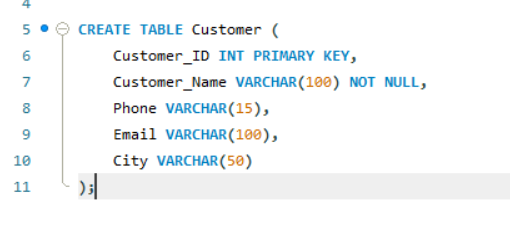 4
5 CREATE TABLE Customer (
6 Customer_ID INT PRIMARY KEY,
7 Customer_Name VARCHAR(100) NOT NULL,
8 Phone VARCHAR(15),
9 Email VARCHAR(100),
10 City VARCHAR(50)
11 );